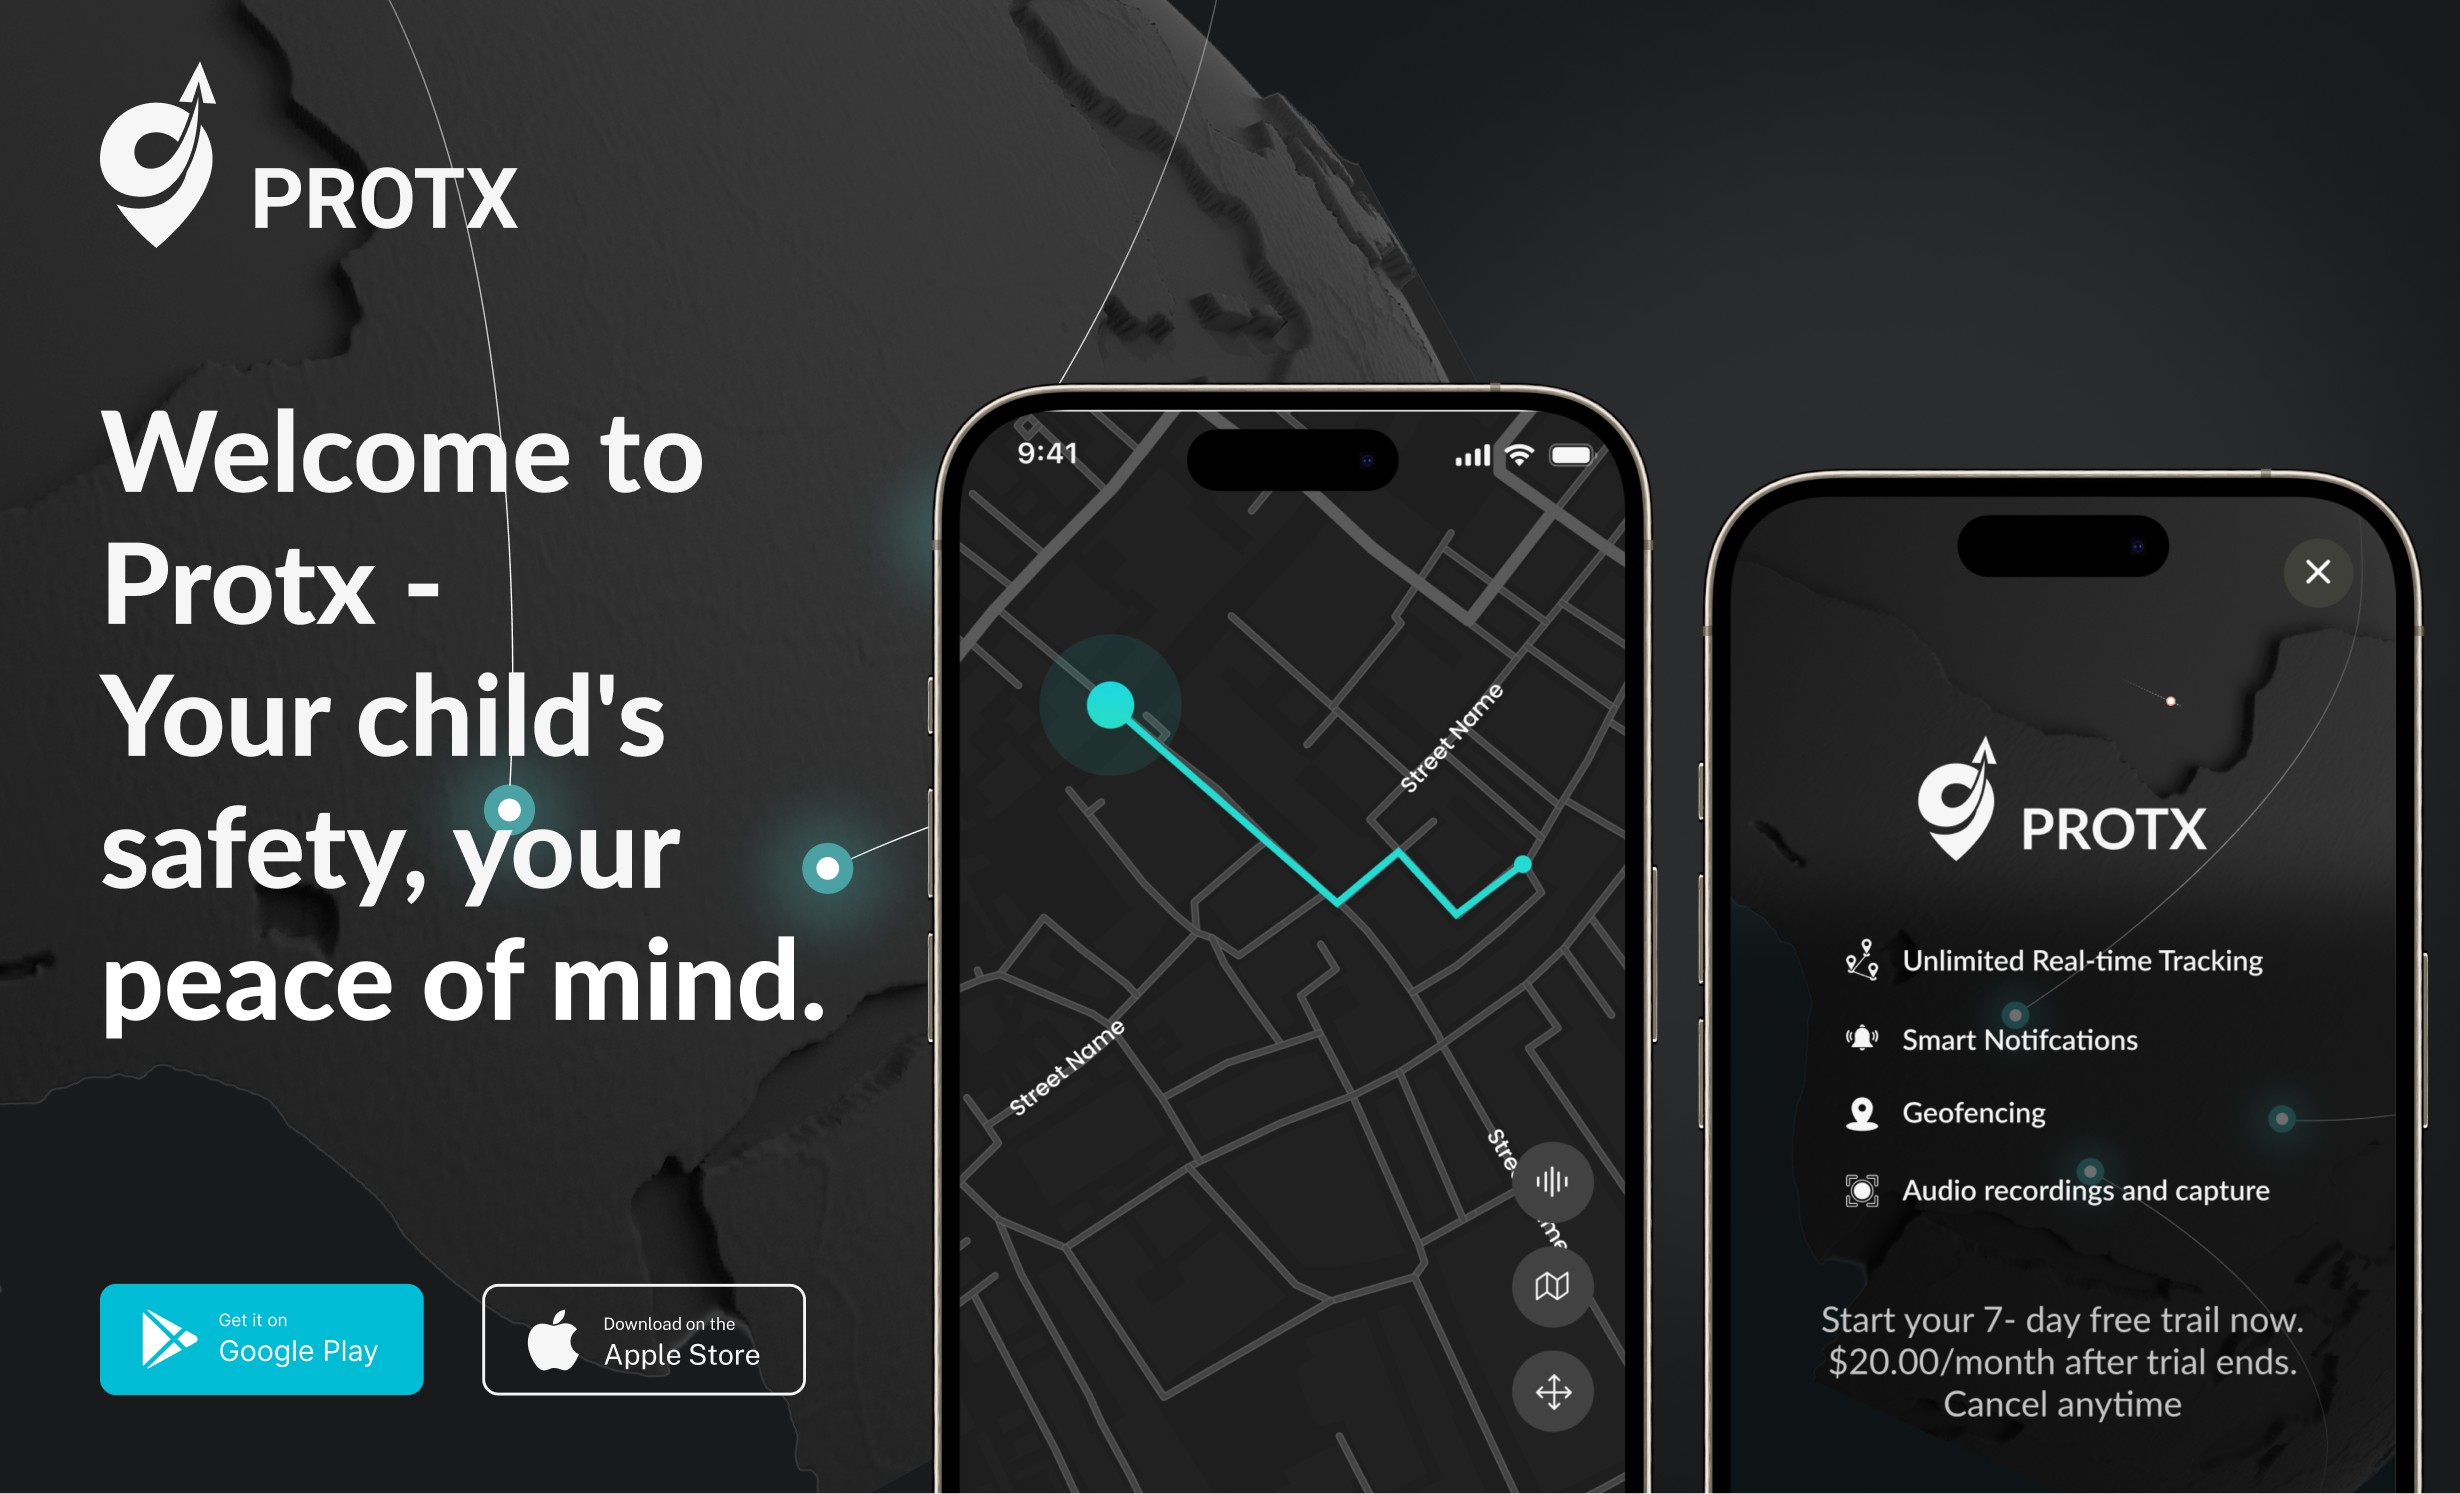 PROTX
Welcome to
Protx -
Your child's
safety, your
peace of mind.
Get it on
Google Play
Download on the
Apple Store
9:41
Street Name
Street Name
Stre
me
PROTX
Unlimited Real-time Tracking
Smart Notifcations
Geofencing
Audio recordings and capture
Start your 7- day free trail now.
$20.00/month after trial ends.
Cancel anytime